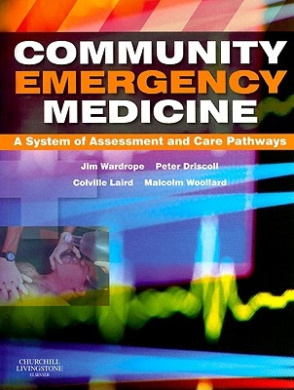 COMMUNITY
EMERGENCY
MEDICINE
A System of Assessment and Care Pathways
Jim Wardrope Peter Driscoll
Colville Laird Malcolm Woollard
CHURCHILL
LIVINGSTONE
ELSEVIER